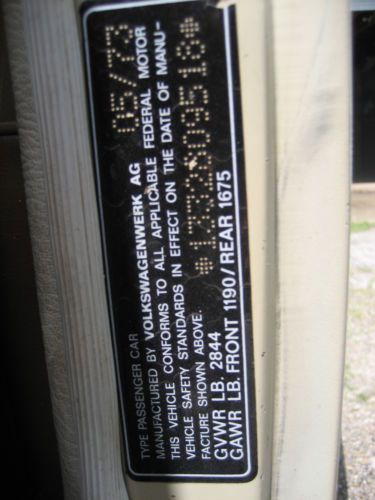 TYPE PASSENGER CAR
MANUFACTURED BY VOLKSWAGENWERK AG 05/73
THIS VEHICLE CONFORMS TO ALL APPLICABLE FEDERAL MOTOR
VEHICLE SAFETY STANDARDS IN EFFECT ON THE DATE OF MANU-
FACTURE SHOWN ABOVE. *1332809518*
GVWR LB. 2844
GAWR LB. FRONT 1190/REAR 1675